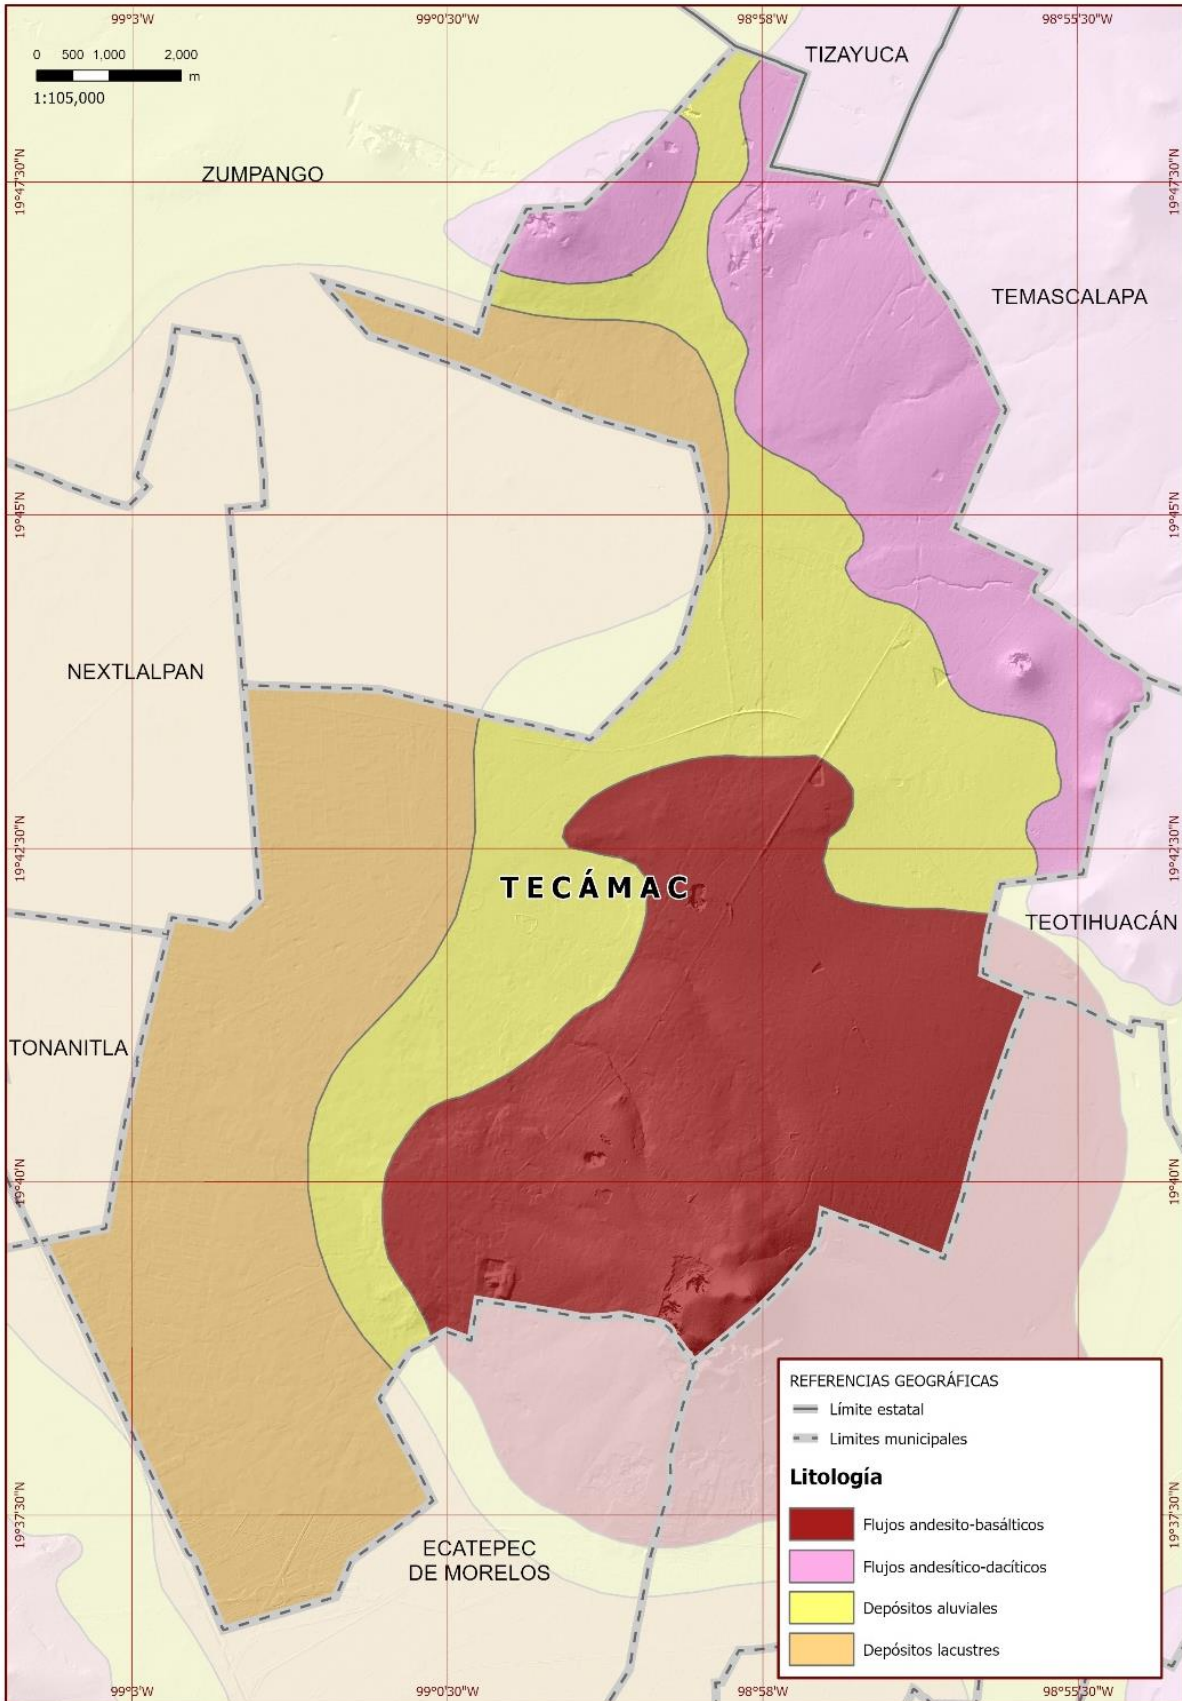 99°3'W
99°0'30"W
98°58'W
98°55'30"W
0 500 1,000 2,000
m
1:105,000
TIZAYUCA
ZUMPANGO
19°47'30"N
19°47'30"N
TEMASCALAPA
19°45'N
19°45'N
NEXTLALPAN
19°42'30"N
19°42'30"N
TECÁMAC
TEOTIHUACÁN
TONANITLA
19°40'N
19°40'N
REFERENCIAS GEOGRÁFICAS
Límite estatal
Limites municipales
Litología
Flujos andesito-basálticos
Flujos andesítico-dacíticos
Depósitos aluviales
Depósitos lacustres
19°37'30"N
19°37'30"N
ECATEPEC
DE MORELOS
99°3'W
99°0'30"W
98°58'W
98°55'30"W